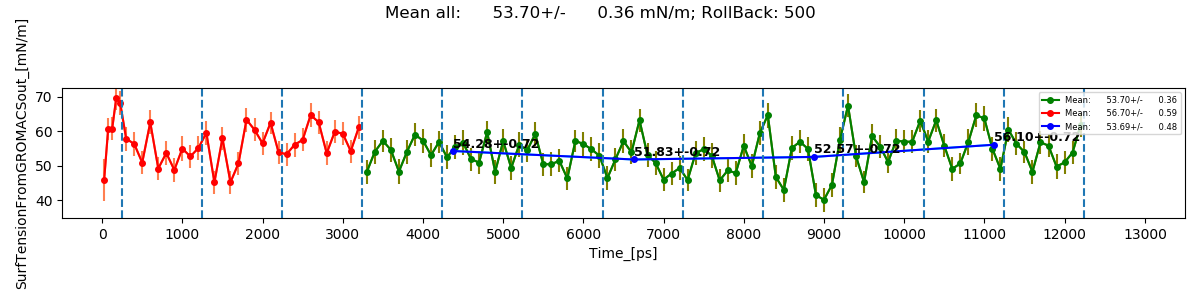 Mean all:      53.70+/-      0.36 mN/m; RollBack: 500
SurfTensionFromGROMACSout_[mN/m]
70
60
50
40
Mean:      53.70+/-      0.36
Mean:      56.70+/-      0.59
Mean:      53.69+/-      0.48
54.28+-0.72
51.83+-0.72
52.57+-0.72
56.10+-0.72
0 1000 2000 3000 4000 5000 6000 7000 8000 9000 10000 11000 12000 13000
Time_[ps]